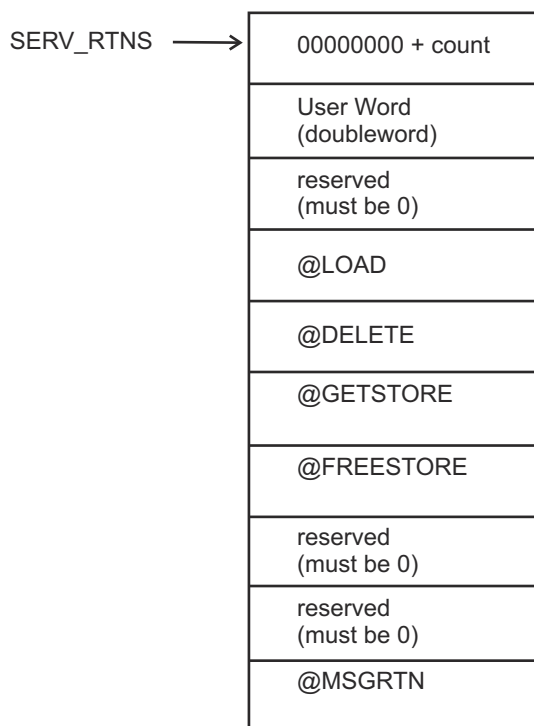 SERV_RTNS
00000000 + count
User Word
(doubleword)
reserved
(must be 0)
@LOAD
@DELETE
@GETSTORE
@FREESTORE
reserved
(must be 0)
reserved
(must be 0)
@MSGRTN